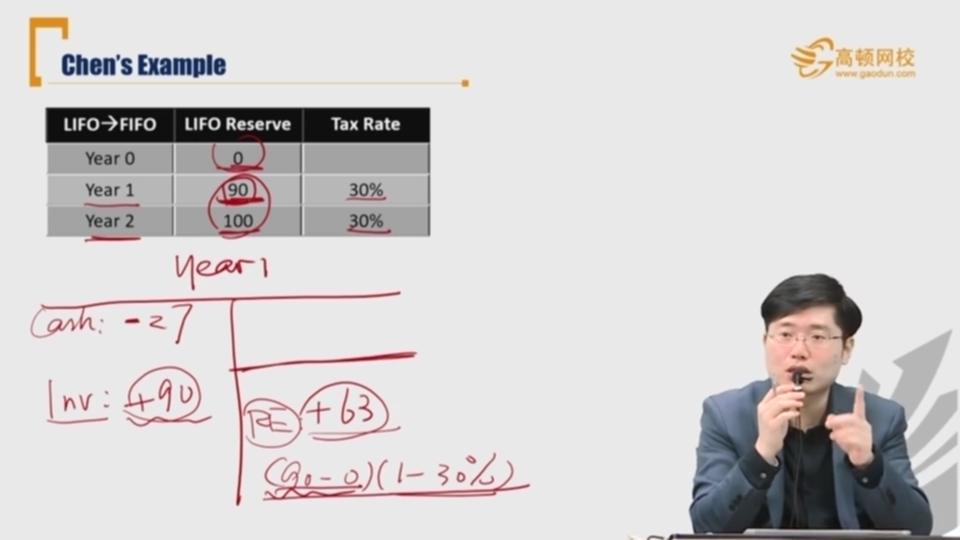 Chen's Example
高顿网校
www.gaodun.com
LIFO→FIFO LIFO Reserve Tax Rate
Year 0 0
Year 1 90 30%
Year 2 100 30%
Year 1
Cash: -27
Inv: +90
RE +63
(90-0)(1-30%)